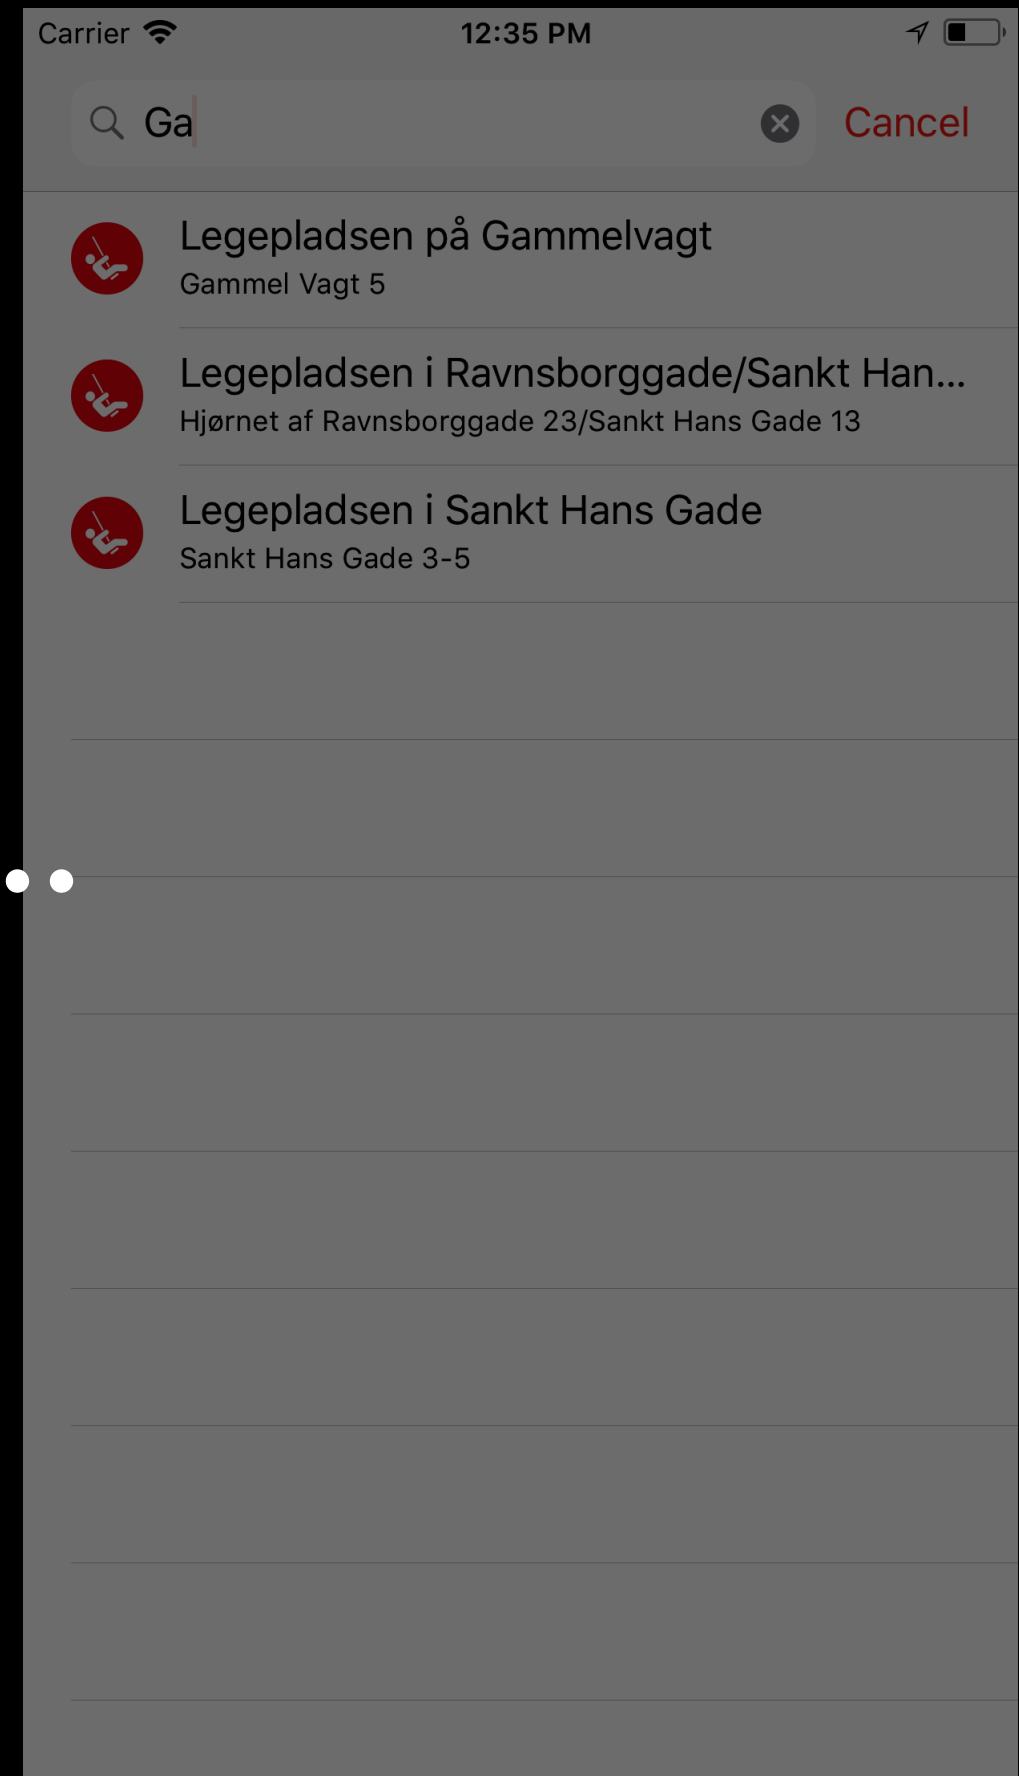 Carrier 12:35 PM
Ga Cancel
Legepladsen på Gammelvagt
Gammel Vagt 5
Legepladsen i Ravnsborggade/Sankt Han...
Hjørnet af Ravnsborggade 23/Sankt Hans Gade 13
Legepladsen i Sankt Hans Gade
Sankt Hans Gade 3-5